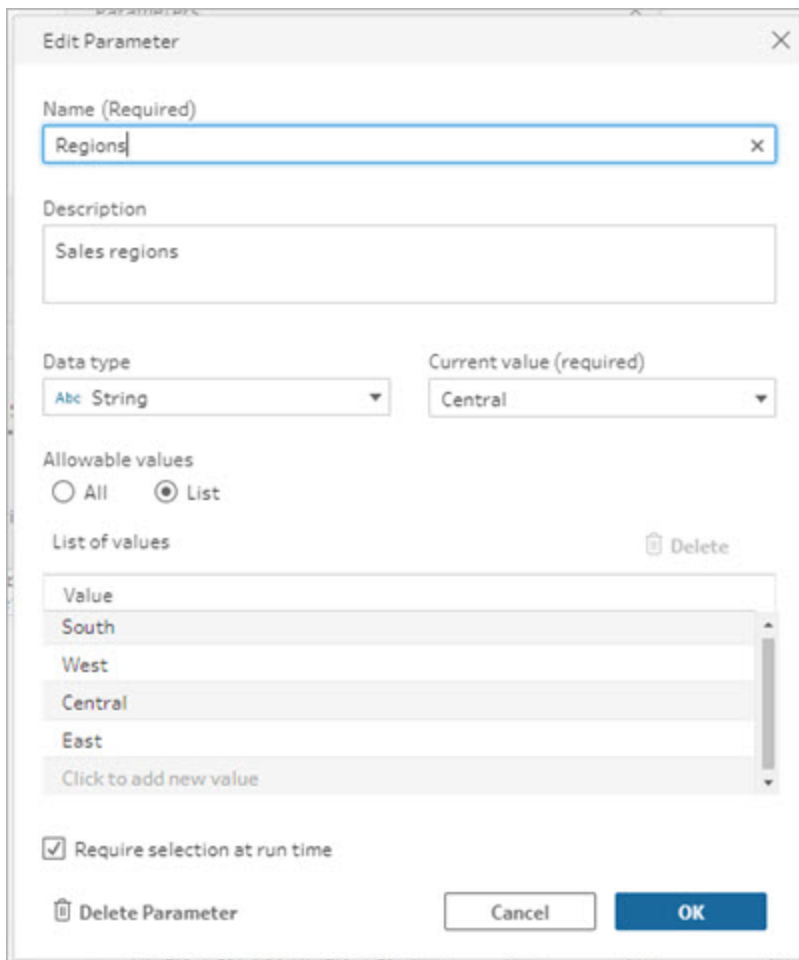 Parameters
Edit Parameter
Name (Required)
Regions
Description
Sales regions
Data type Current value (required)
Abc String Central
Allowable values
All List
List of values Delete
Value
South
West
Central
East
Click to add new value
Require selection at run time
Delete Parameter Cancel OK